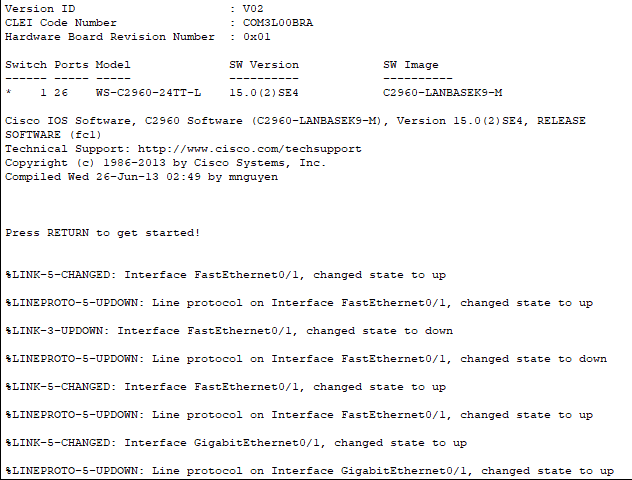 Version ID                      : V02
CLEI Code Number                : COM3L00BRA
Hardware Board Revision Number  : 0x01
Switch Ports Model              SW Version            SW Image
------ ----- -----              ----------            ----------
*    1 26    WS-C2960-24TT-L    15.0(2)SE4            C2960-LANBASEK9-M
Cisco IOS Software, C2960 Software (C2960-LANBASEK9-M), Version 15.0(2)SE4, RELEASE
SOFTWARE (fc1)
Technical Support: http://www.cisco.com/techsupport
Copyright (c) 1986-2013 by Cisco Systems, Inc.
Compiled Wed 26-Jun-13 02:49 by mnguyen
Press RETURN to get started!
%LINK-5-CHANGED: Interface FastEthernet0/1, changed state to up
%LINEPROTO-5-UPDOWN: Line protocol on Interface FastEthernet0/1, changed state to up
%LINK-3-UPDOWN: Interface FastEthernet0/1, changed state to down
%LINEPROTO-5-UPDOWN: Line protocol on Interface FastEthernet0/1, changed state to down
%LINK-5-CHANGED: Interface FastEthernet0/1, changed state to up
%LINEPROTO-5-UPDOWN: Line protocol on Interface FastEthernet0/1, changed state to up
%LINK-5-CHANGED: Interface GigabitEthernet0/1, changed state to up
%LINEPROTO-5-UPDOWN: Line protocol on Interface GigabitEthernet0/1, changed state to up